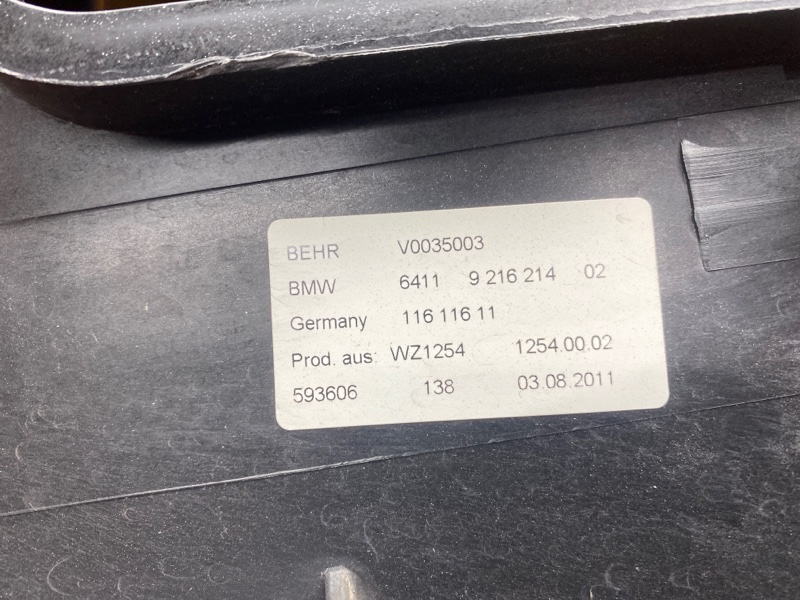 BEHR V0035003
BMW 6411 9 216 214 02
Germany 116 116 11
Prod. aus: WZ1254 1254.00.02
593606 138 03.08.2011